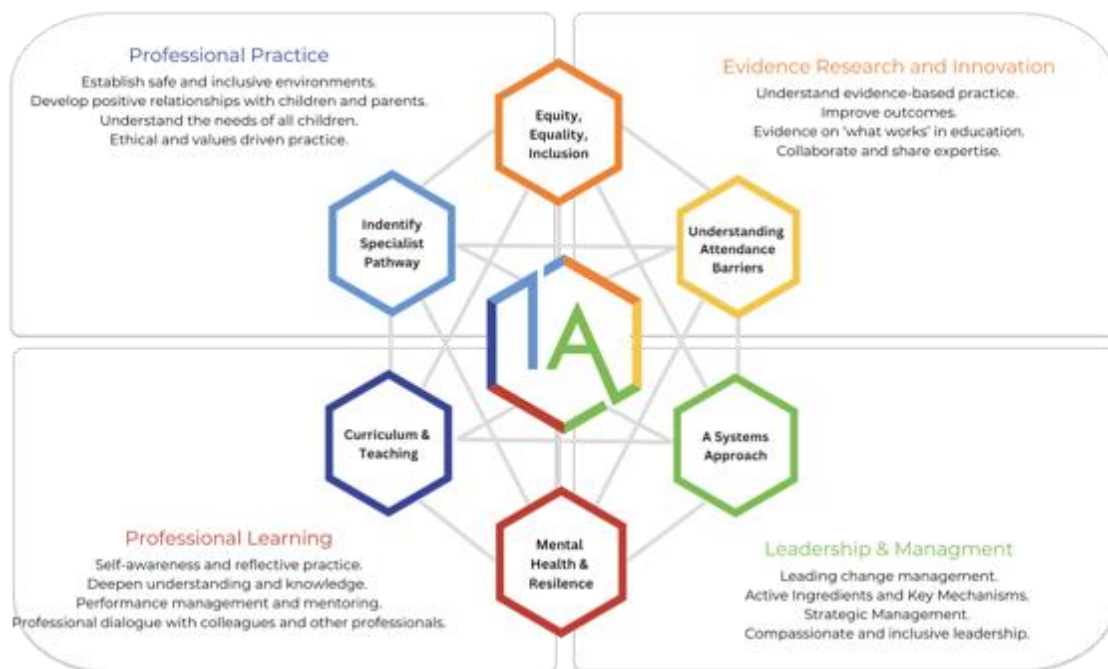 Professional Practice
Establish safe and inclusive environments.
Develop positive relationships with children and parents.
Understand the needs of all children.
Ethical and values driven practice.
Evidence Research and Innovation
Understand evidence-based practice.
Improve outcomes.
Evidence on 'what works' in education.
Collaborate and share expertise.
Equity,
Equality,
Inclusion
Indentify
Specialist
Pathway
Understanding
Attendance
Barriers
1A
Curriculum &
Teaching
A Systems
Approach
Mental
Health &
Resilence
Professional Learning
Self-awareness and reflective practice.
Deepen understanding and knowledge.
Performance management and mentoring.
Professional dialogue with colleagues and other professionals.
Leadership & Managment
Leading change management.
Active Ingredients and Key Mechanisms.
Strategic Management.
Compassionate and inclusive leadership.